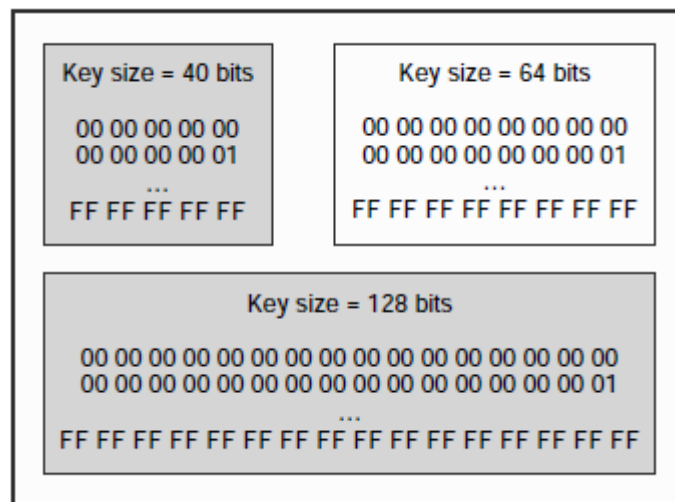 Key size = 40 bits
00 00 00 00 00
00 00 00 00 01
...
FF FF FF FF FF
Key size = 64 bits
00 00 00 00 00 00 00 00
00 00 00 00 00 00 00 01
...
FF FF FF FF FF FF FF FF
Key size = 128 bits
00 00 00 00 00 00 00 00 00 00 00 00 00 00 00 00
00 00 00 00 00 00 00 00 00 00 00 00 00 00 00 01
...
FF FF FF FF FF FF FF FF FF FF FF FF FF FF FF FF